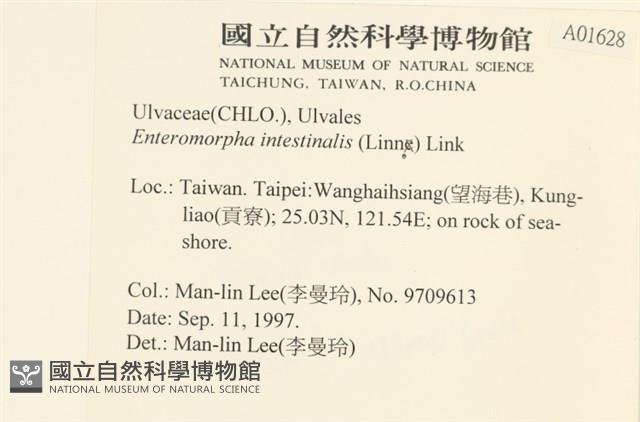 國立自然科學博物館
A01628
NATIONAL MUSEUM OF NATURAL SCIENCE
TAICHUNG, TAIWAN, R.O.CHINA
Ulvaceae(CHLO.), Ulvales
Enteromorpha intestinalis (Linne) Link
Loc.: Taiwan. Taipei:Wanghaihsiang(望海巷), Kung-
liao(貢寮); 25.03N, 121.54E; on rock of sea-
shore.
Col.: Man-lin Lee(李曼玲), No. 9709613
Date: Sep. 11, 1997.
Det.: Man-lin Lee(李曼玲)
國立自然科學博物館
NATIONAL MUSEUM OF NATURAL SCIENCE